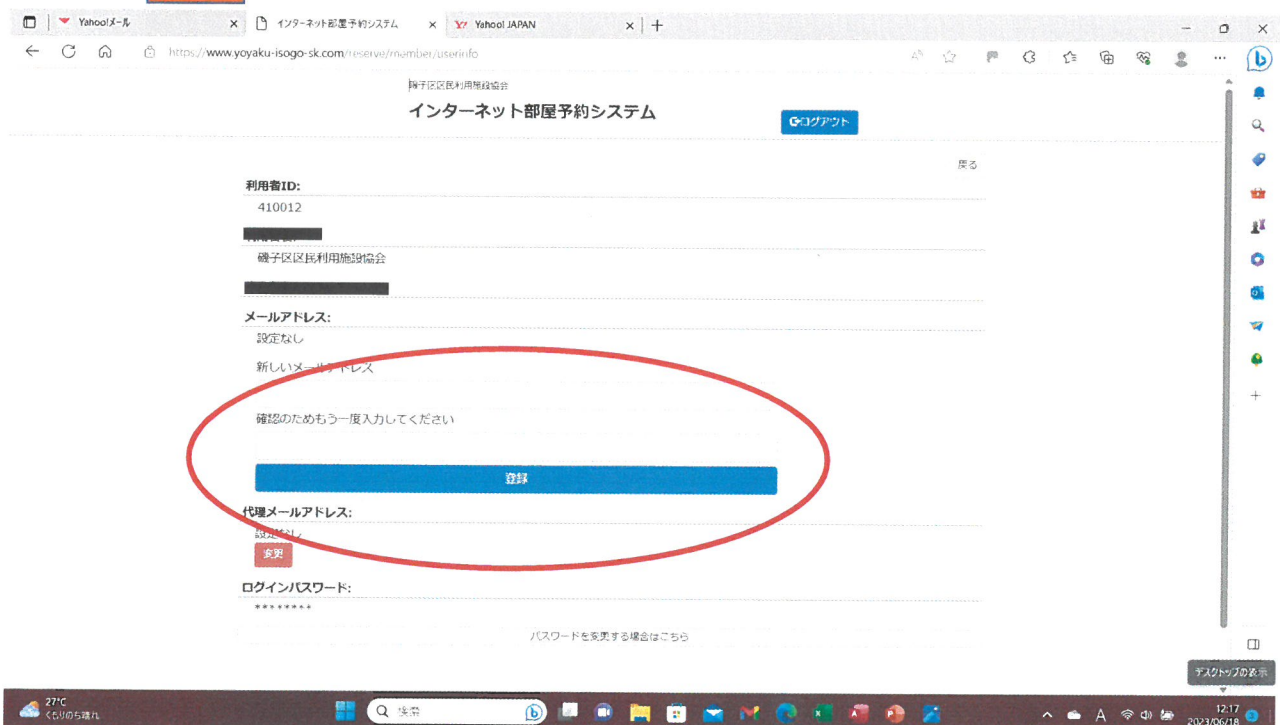 Yahoo!メール
インターネット部屋予約システム
Yahoo! JAPAN
https://www.yoyaku-isogo-sk.com/reserve/member/userinfo
磯子区区民利用施設協会
インターネット部屋予約システム
ログアウト
戻る
利用者ID:
410012
磯子区区民利用施設協会
メールアドレス:
設定なし
新しいメールアドレス
確認のためもう一度入力してください
登録
代理メールアドレス:
設定なし
変更
ログインパスワード:
********
パスワードを変更する場合はこちら
デスクトップの表示
27°C
くもりのち晴れ
検索
A
12:17
2023/06/18